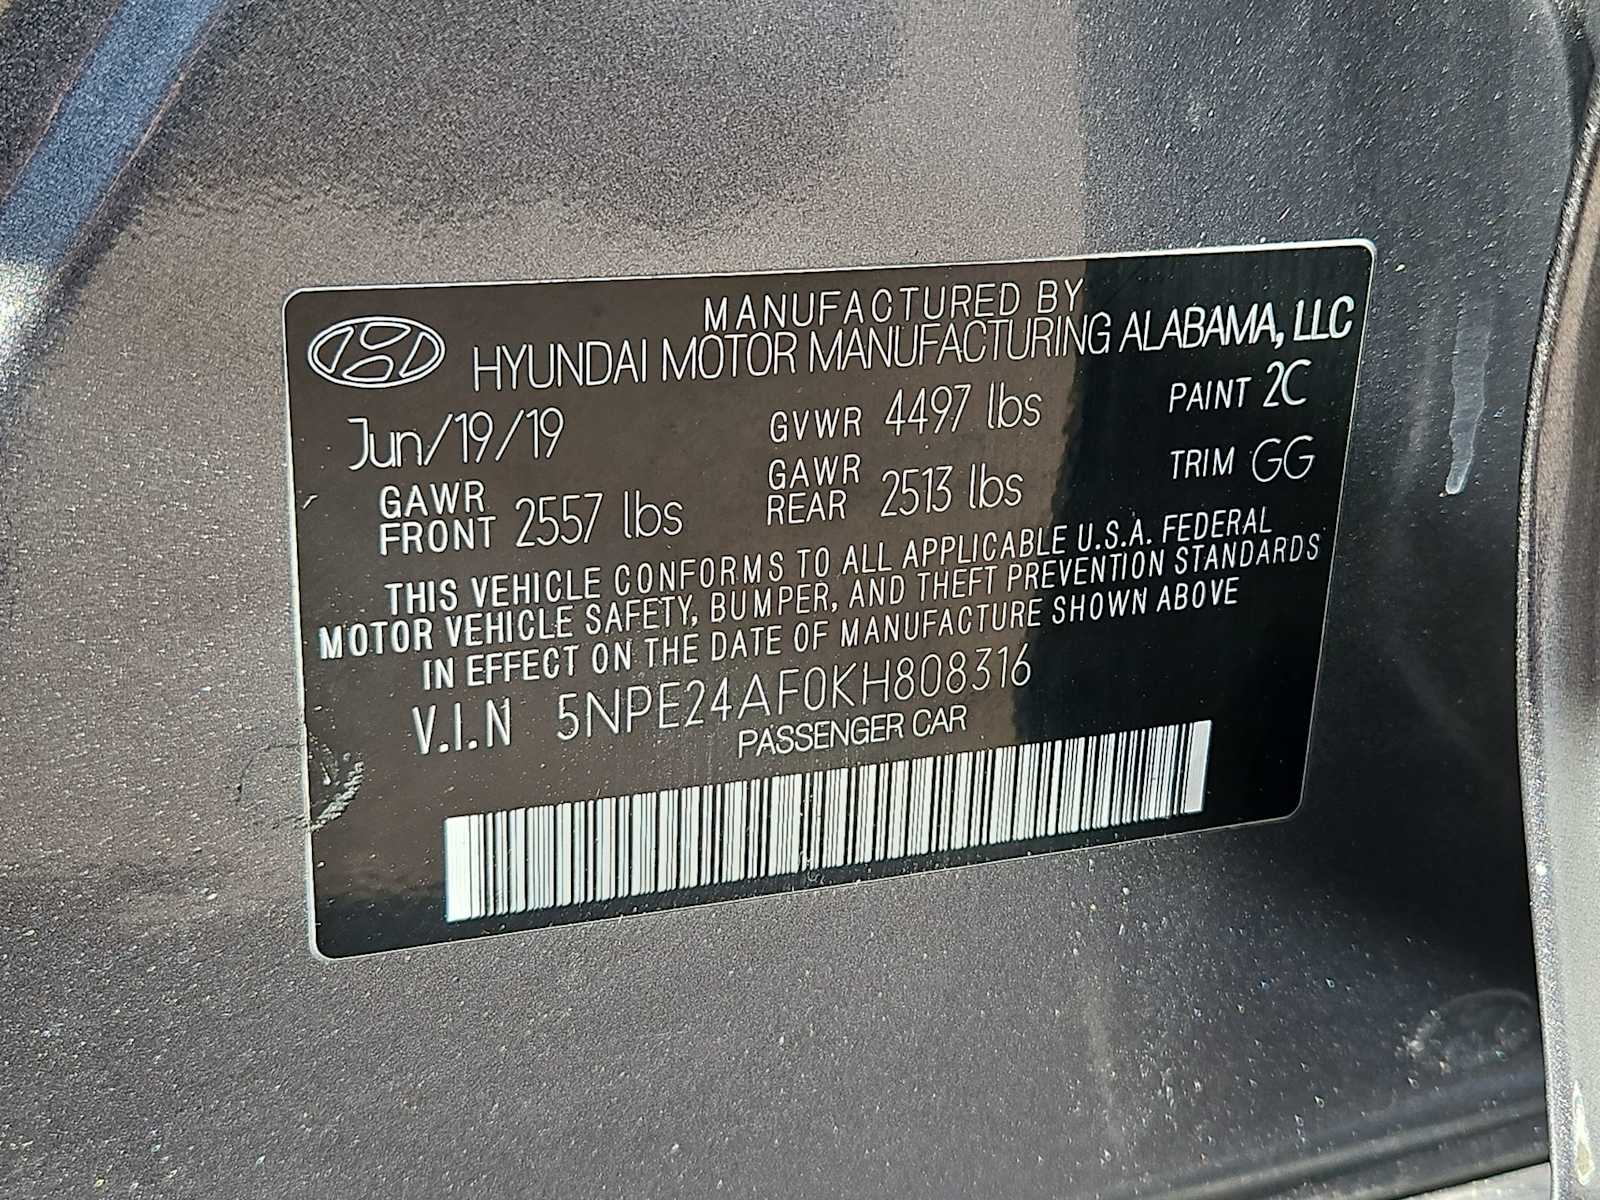 MANUFACTURED BY
HYUNDAI MOTOR MANUFACTURING ALABAMA, LLC
Jun/19/19 GVWR 4497 lbs PAINT 2C
GAWR FRONT 2557 lbs GAWR REAR 2513 lbs TRIM GG
THIS VEHICLE CONFORMS TO ALL APPLICABLE U.S.A. FEDERAL
MOTOR VEHICLE SAFETY, BUMPER, AND THEFT PREVENTION STANDARDS
IN EFFECT ON THE DATE OF MANUFACTURE SHOWN ABOVE
V.I.N 5NPE24AF0KH808316
PASSENGER CAR